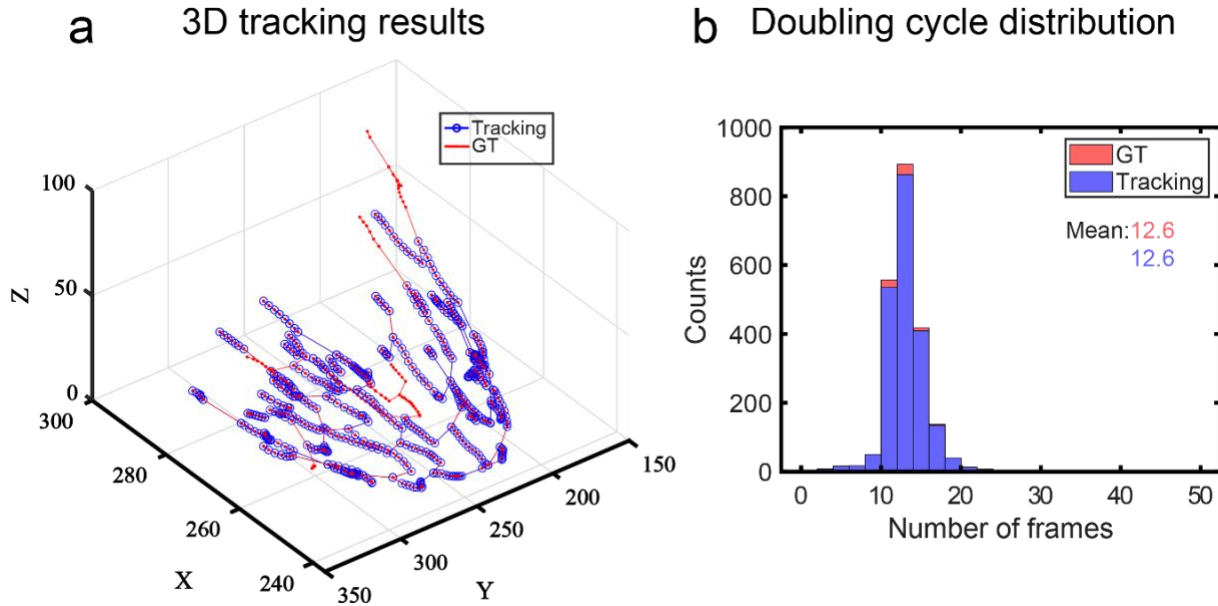 a 3D tracking results
Tracking
GT
100
50
0
Z
300
280
260
240
X
350
300
250
200
150
Y
b Doubling cycle distribution
1000
800
600
400
200
0
Counts
GT
Tracking
Mean:12.6
12.6
0 10 20 30 40 50
Number of frames